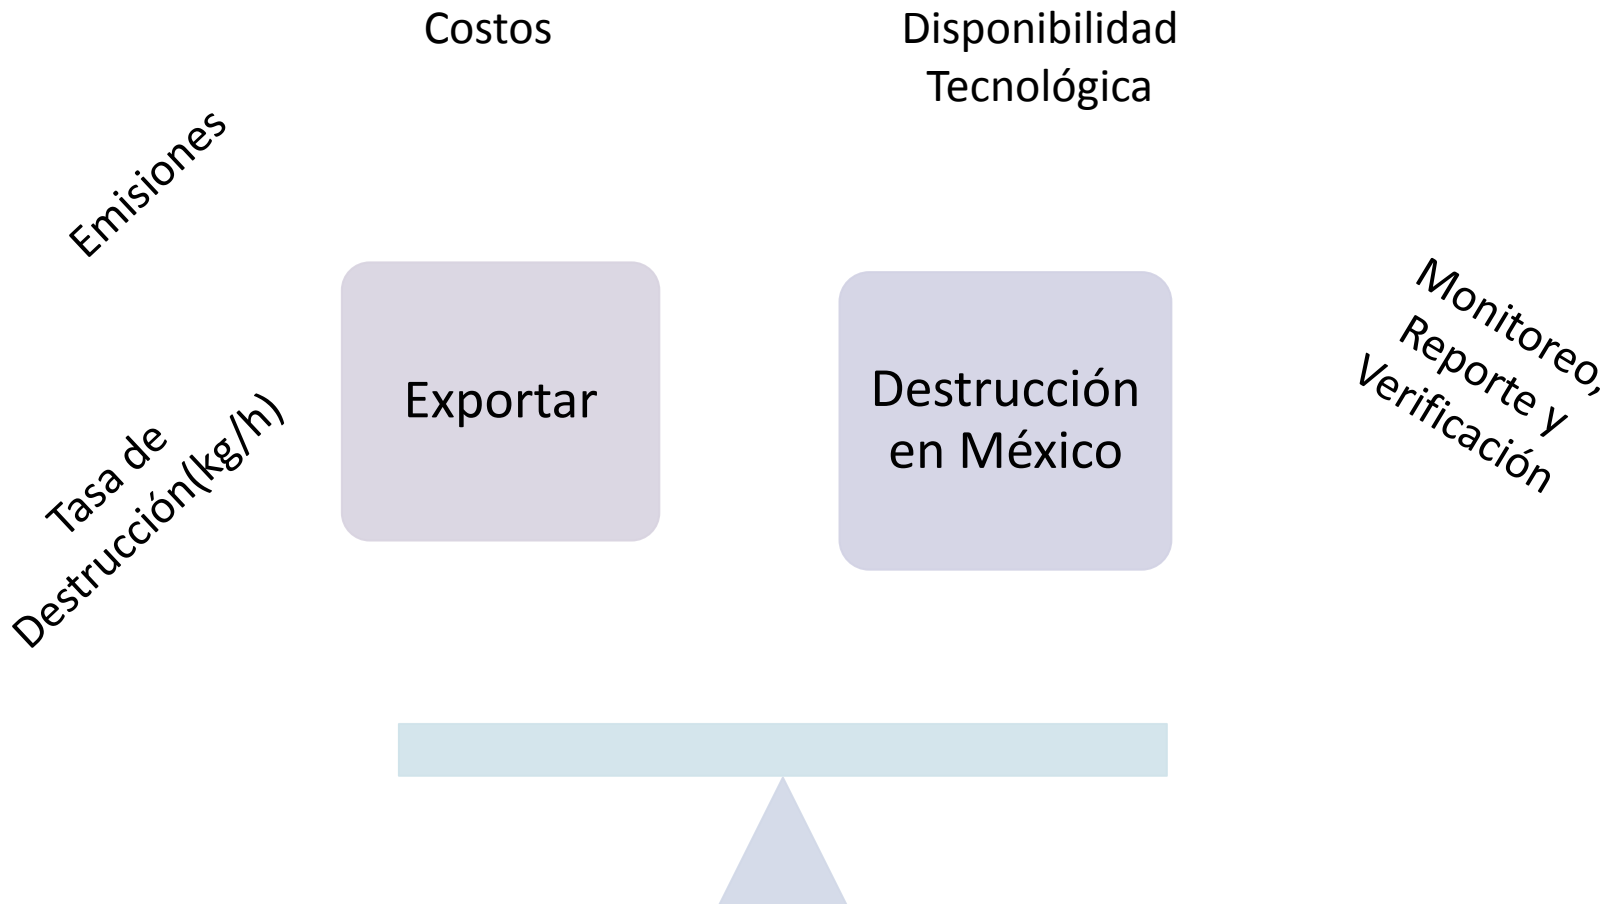 Costos
Disponibilidad
Tecnológica
Emisiones
Exportar
Destrucción
en México
Monitoreo,
Reporte y
Verificación
Tasa de
Destrucción(kg/h)